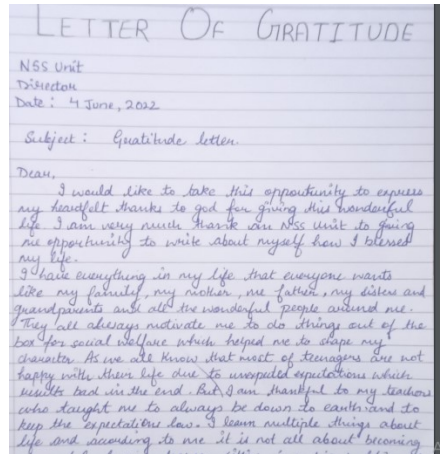 LETTER OF GRATITUDE
NSS Unit
Director
Date: 4 June, 2022
Subject: Gratitude letter.
Dear,
I would like to take this opportunity to express
my heartfelt thanks to god for giving this wonderful
life. I am very much thank an NSS Unit to giving
me opportunity to write about myself how I blessed
my life.
I have everything in my life that everyone wants
like my family, my mother, me father, my sisters and
grandparents and all the wonderful people around me.
They all always motivate me to do things out of the
box for social welfare which helped me to shape my
character. As we all know that most of teenagers are not
happy with their life due to unexpected expectations which
results bad in the end. But, I am thankful to my teachers
who taught me to always be down to earth and to
keep the expectations low. I learn multiple things about
life and according to me it is not all about becoming